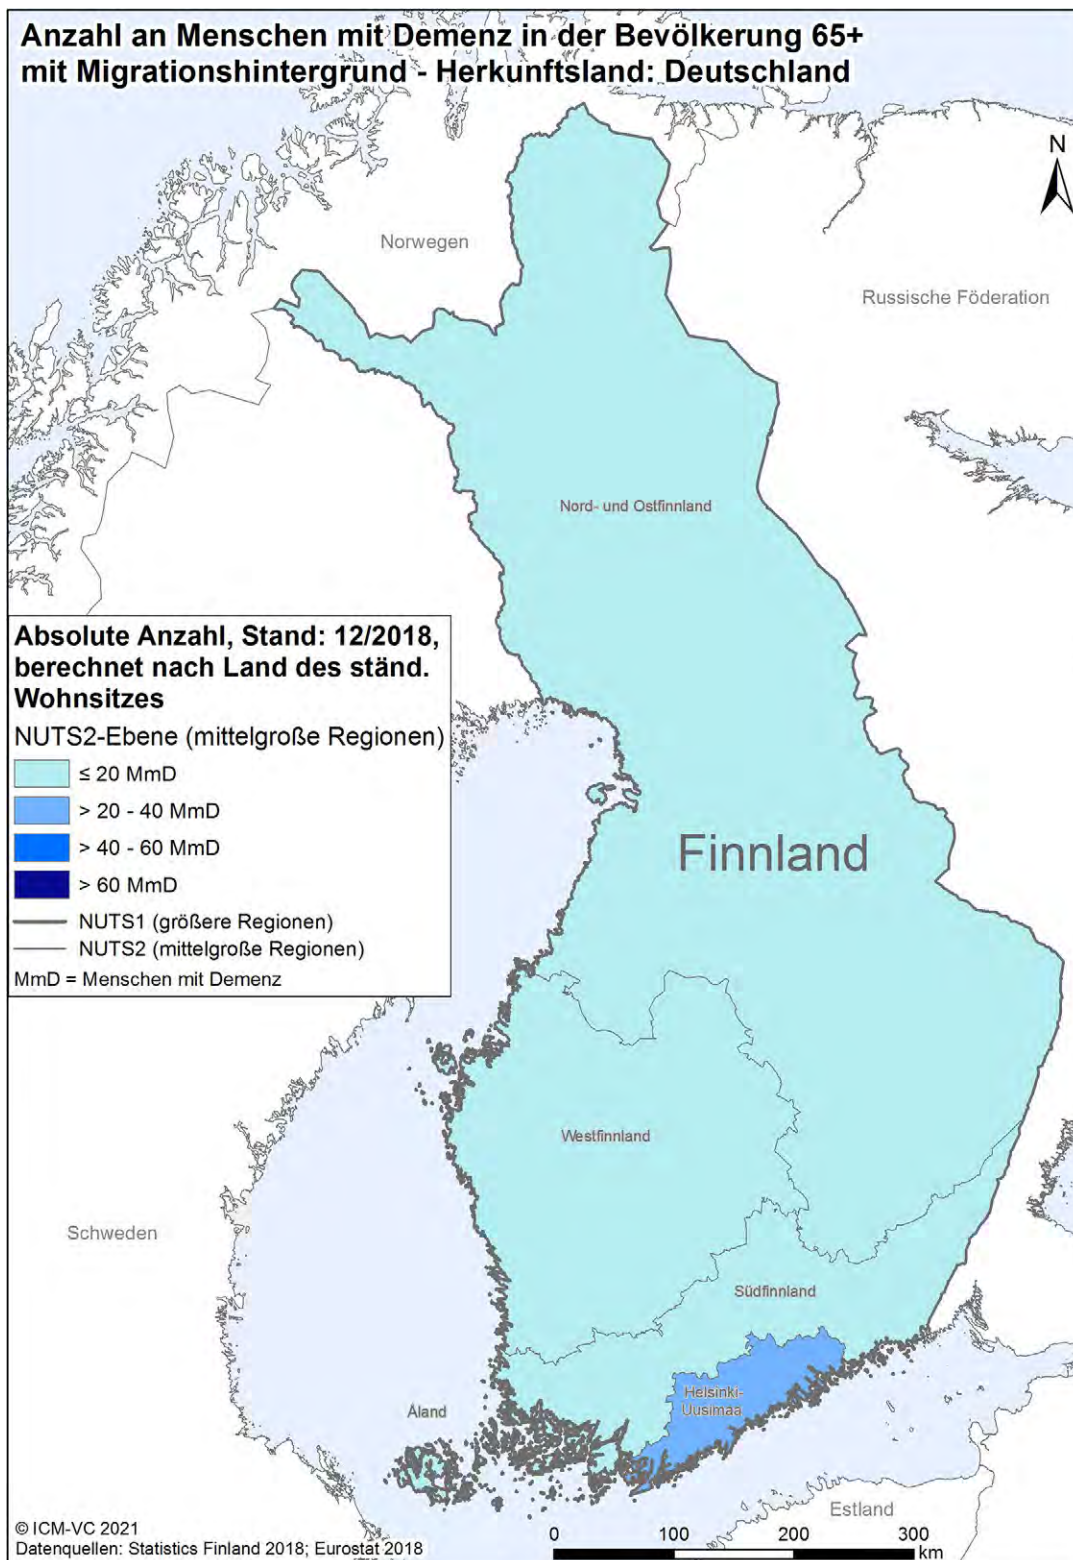 Anzahl an Menschen mit Demenz in der Bevölkerung 65+
mit Migrationshintergrund - Herkunftsland: Deutschland
N
Norwegen
Russische Föderation
Nord- und Ostfinnland
Absolute Anzahl, Stand: 12/2018,
berechnet nach Land des ständ.
Wohnsitzes
NUTS2-Ebene (mittelgroße Regionen)
≤ 20 MmD
> 20 - 40 MmD
> 40 - 60 MmD
> 60 MmD
NUTS1 (größere Regionen)
NUTS2 (mittelgroße Regionen)
MmD = Menschen mit Demenz
Finnland
Westfinnland
Schweden
Südfinnland
Helsinki-
Uusimaa
Åland
Estland
© ICM-VC 2021
Datenquellen: Statistics Finland 2018; Eurostat 2018
0 100 200 300
km